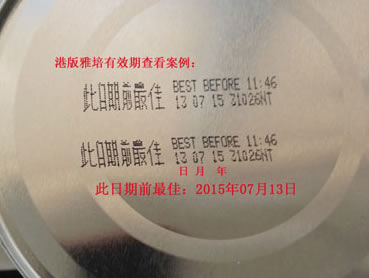 港版雅培有效期查看案例：
此日期前最佳 BEST BEFORE 11:46
13 07 15 31026NT
此日期前最佳 BEST BEFORE 11:46
13 07 15 31026NT
日 月 年
此日期前最佳：2015年07月13日